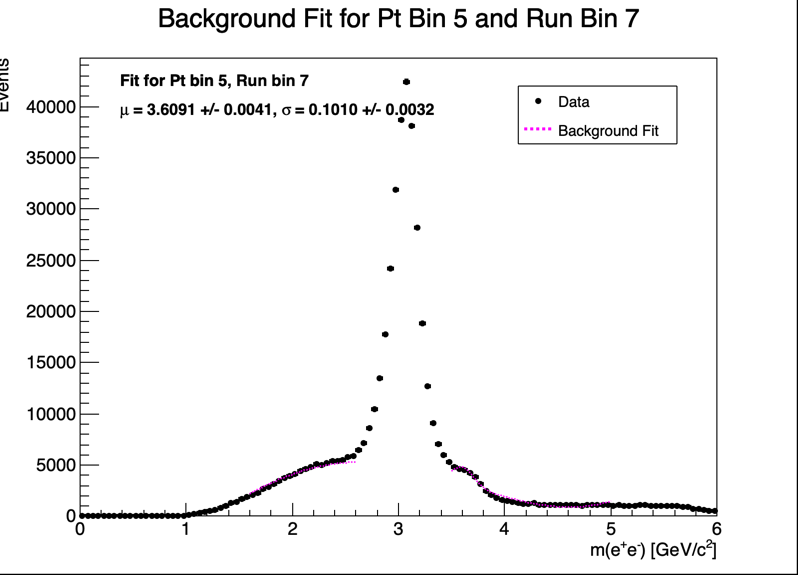 Background Fit for Pt Bin 5 and Run Bin 7
Events
Fit for Pt bin 5, Run bin 7
μ = 3.6091 +/- 0.0041, σ = 0.1010 +/- 0.0032
Data
Background Fit
40000
35000
30000
25000
20000
15000
10000
5000
0
0 1 2 3 4 5 6
m(e⁺e⁻) [GeV/c²]